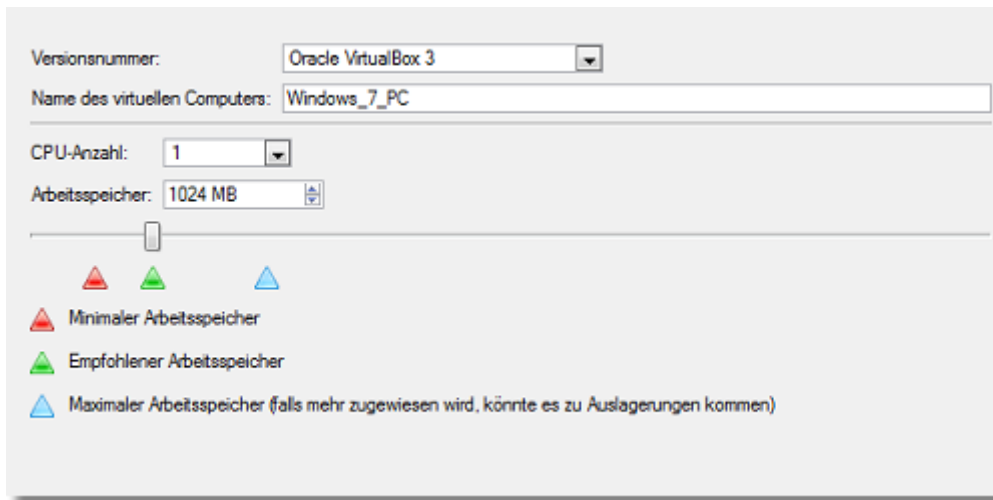 Versionsnummer: Oracle VirtualBox 3
Name des virtuellen Computers: Windows_7_PC
CPU-Anzahl: 1
Arbeitsspeicher: 1024 MB
Minimaler Arbeitsspeicher
Empfohlener Arbeitsspeicher
Maximaler Arbeitsspeicher (falls mehr zugewiesen wird, könnte es zu Auslagerungen kommen)